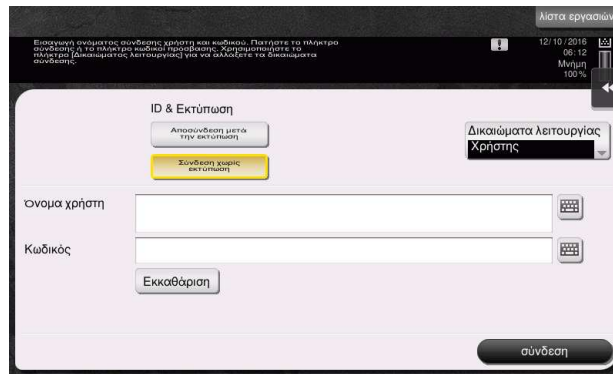 λίστα εργασιών
Εισαγωγή ονόματος σύνδεσης χρήστη και κωδικού. Πατήστε το πλήκτρο
σύνδεσης ή το πλήκτρο κωδικοί πρόσβασης. Χρησιμοποιήστε το
πλήκτρο [Δικαιώματα λειτουργίας] για να αλλάξετε τα δικαιώματα
σύνδεσης.
12/10/2016
06:12
Μνήμη
100%
ID & Εκτύπωση
Αποσύνδεση μετά
την εκτύπωση
Σύνδεση χωρίς
εκτύπωση
Δικαιώματα λειτουργίας
Χρήστης
Όνομα χρήστη
Κωδικός
Εκκαθάριση
σύνδεση